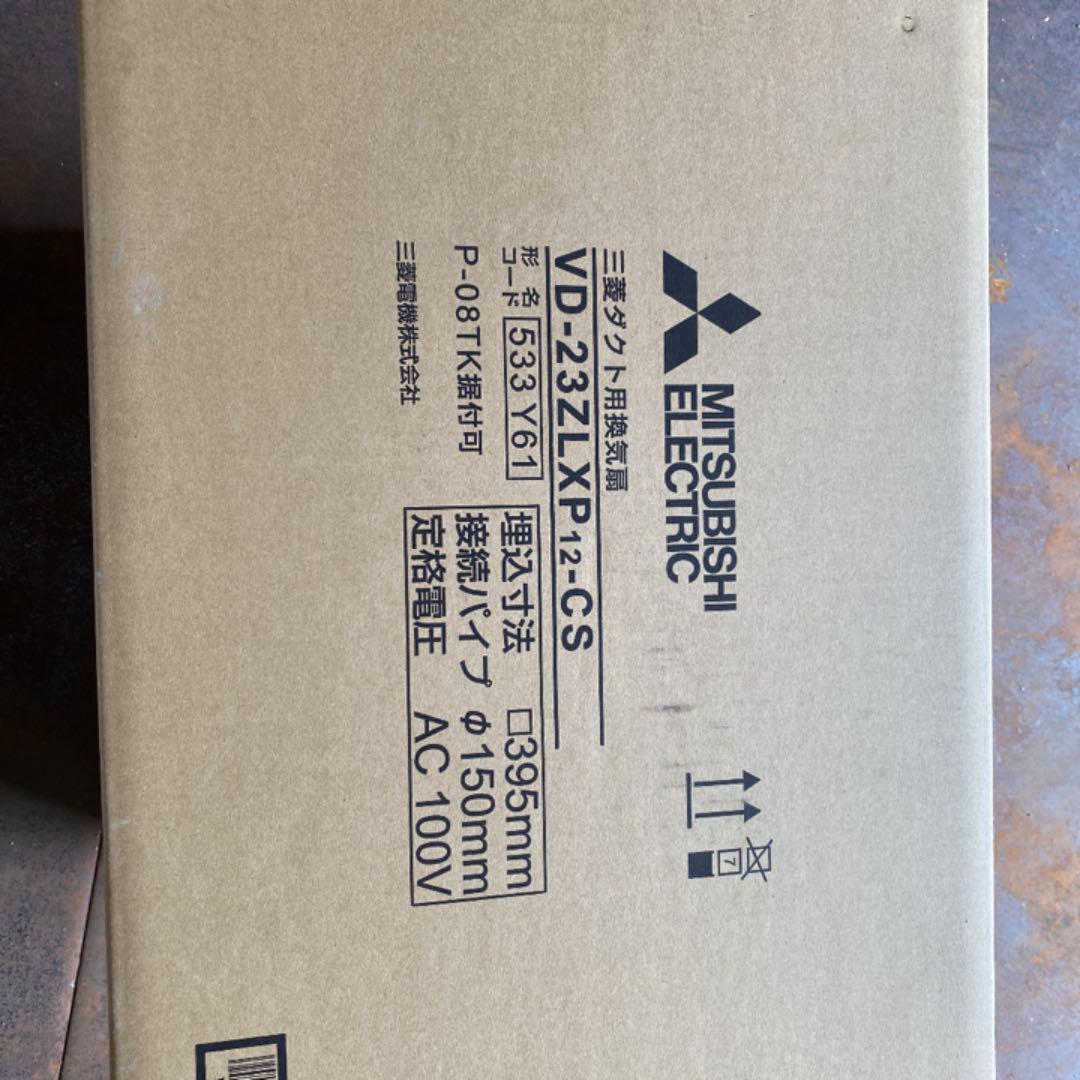 MITSUBISHI
ELECTRIC
三菱ダクト用換気扇
VD-23ZLXP12-CS
形名
コード 533 Y61
P-08TK据付可
三菱電機株式会社
埋込寸法 □395mm
接続パイプ φ150mm
定格電圧 AC 100V
7